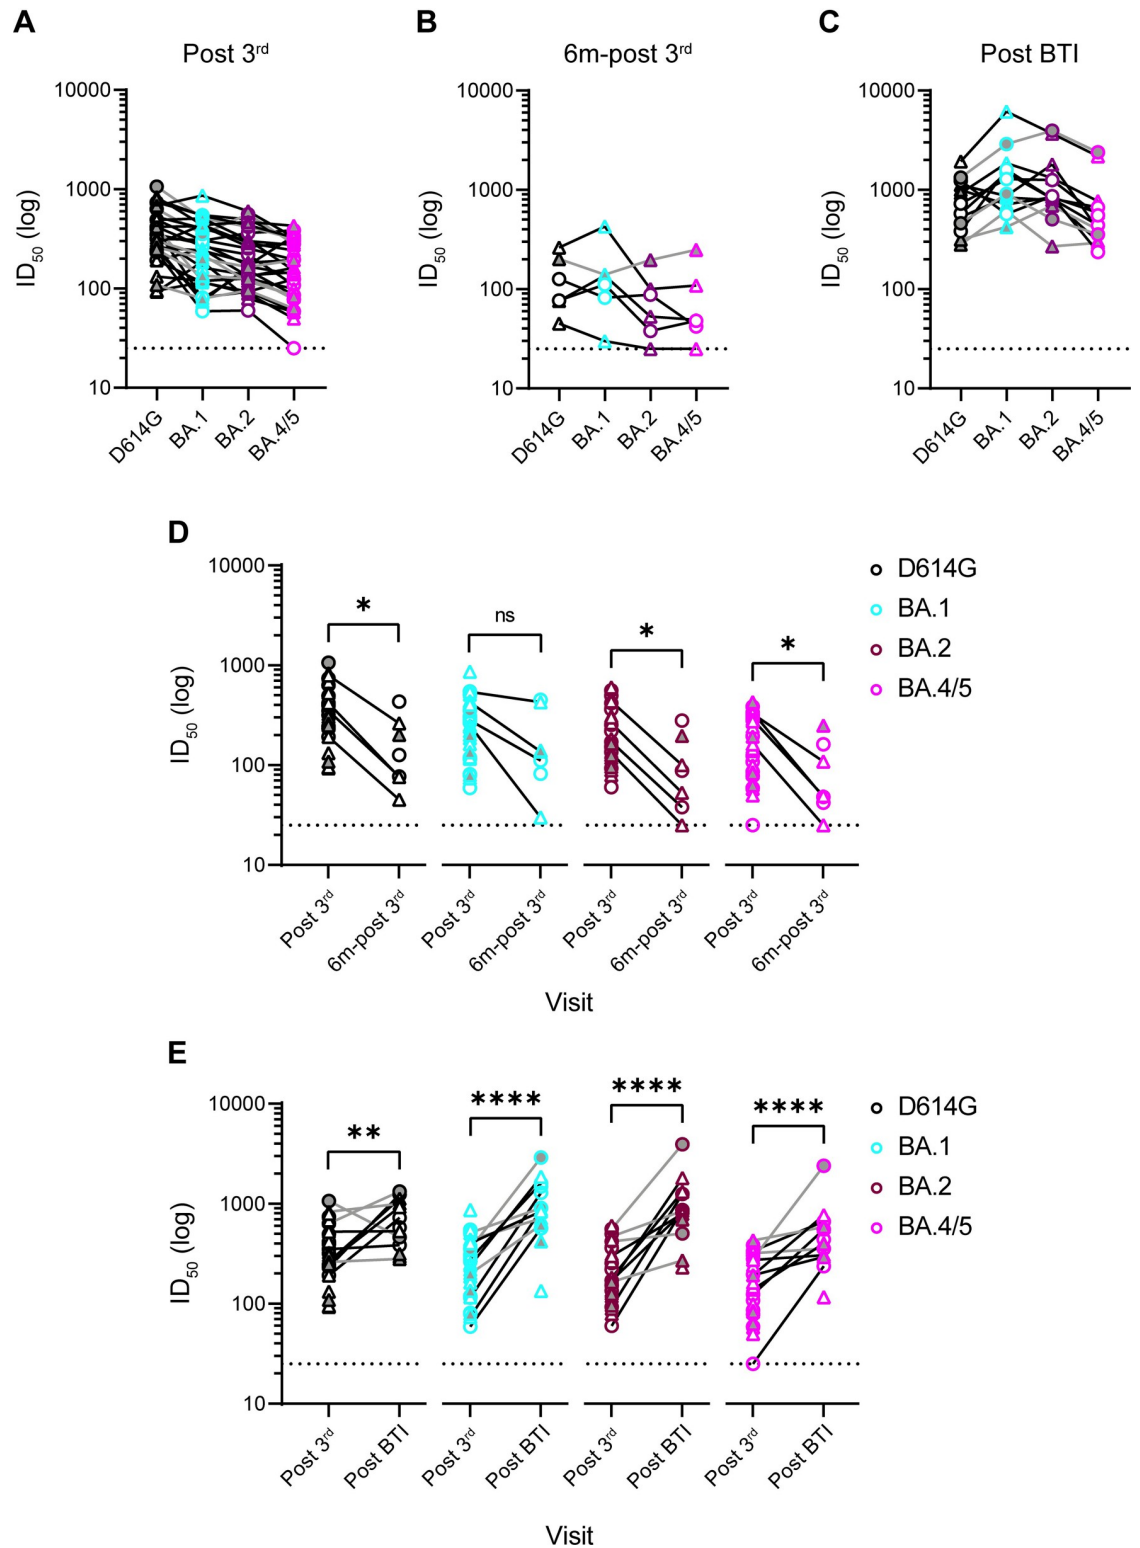 A
B
C
Post 3rd
6m-post 3rd
Post BTI
ID50 (log)
10000
1000
100
10
D614G
BA.1
BA.2
BA.4/5
ID50 (log)
10000
1000
100
10
D614G
BA.1
BA.2
BA.4/5
ID50 (log)
10000
1000
100
10
D614G
BA.1
BA.2
BA.4/5
D
ID50 (log)
10000
1000
100
10
*
ns
*
*
D614G
BA.1
BA.2
BA.4/5
Post 3rd
6m-post 3rd
Post 3rd
6m-post 3rd
Post 3rd
6m-post 3rd
Post 3rd
6m-post 3rd
Visit
E
ID50 (log)
10000
1000
100
10
**
****
****
****
D614G
BA.1
BA.2
BA.4/5
Post 3rd
Post BTI
Post 3rd
Post BTI
Post 3rd
Post BTI
Post 3rd
Post BTI
Visit